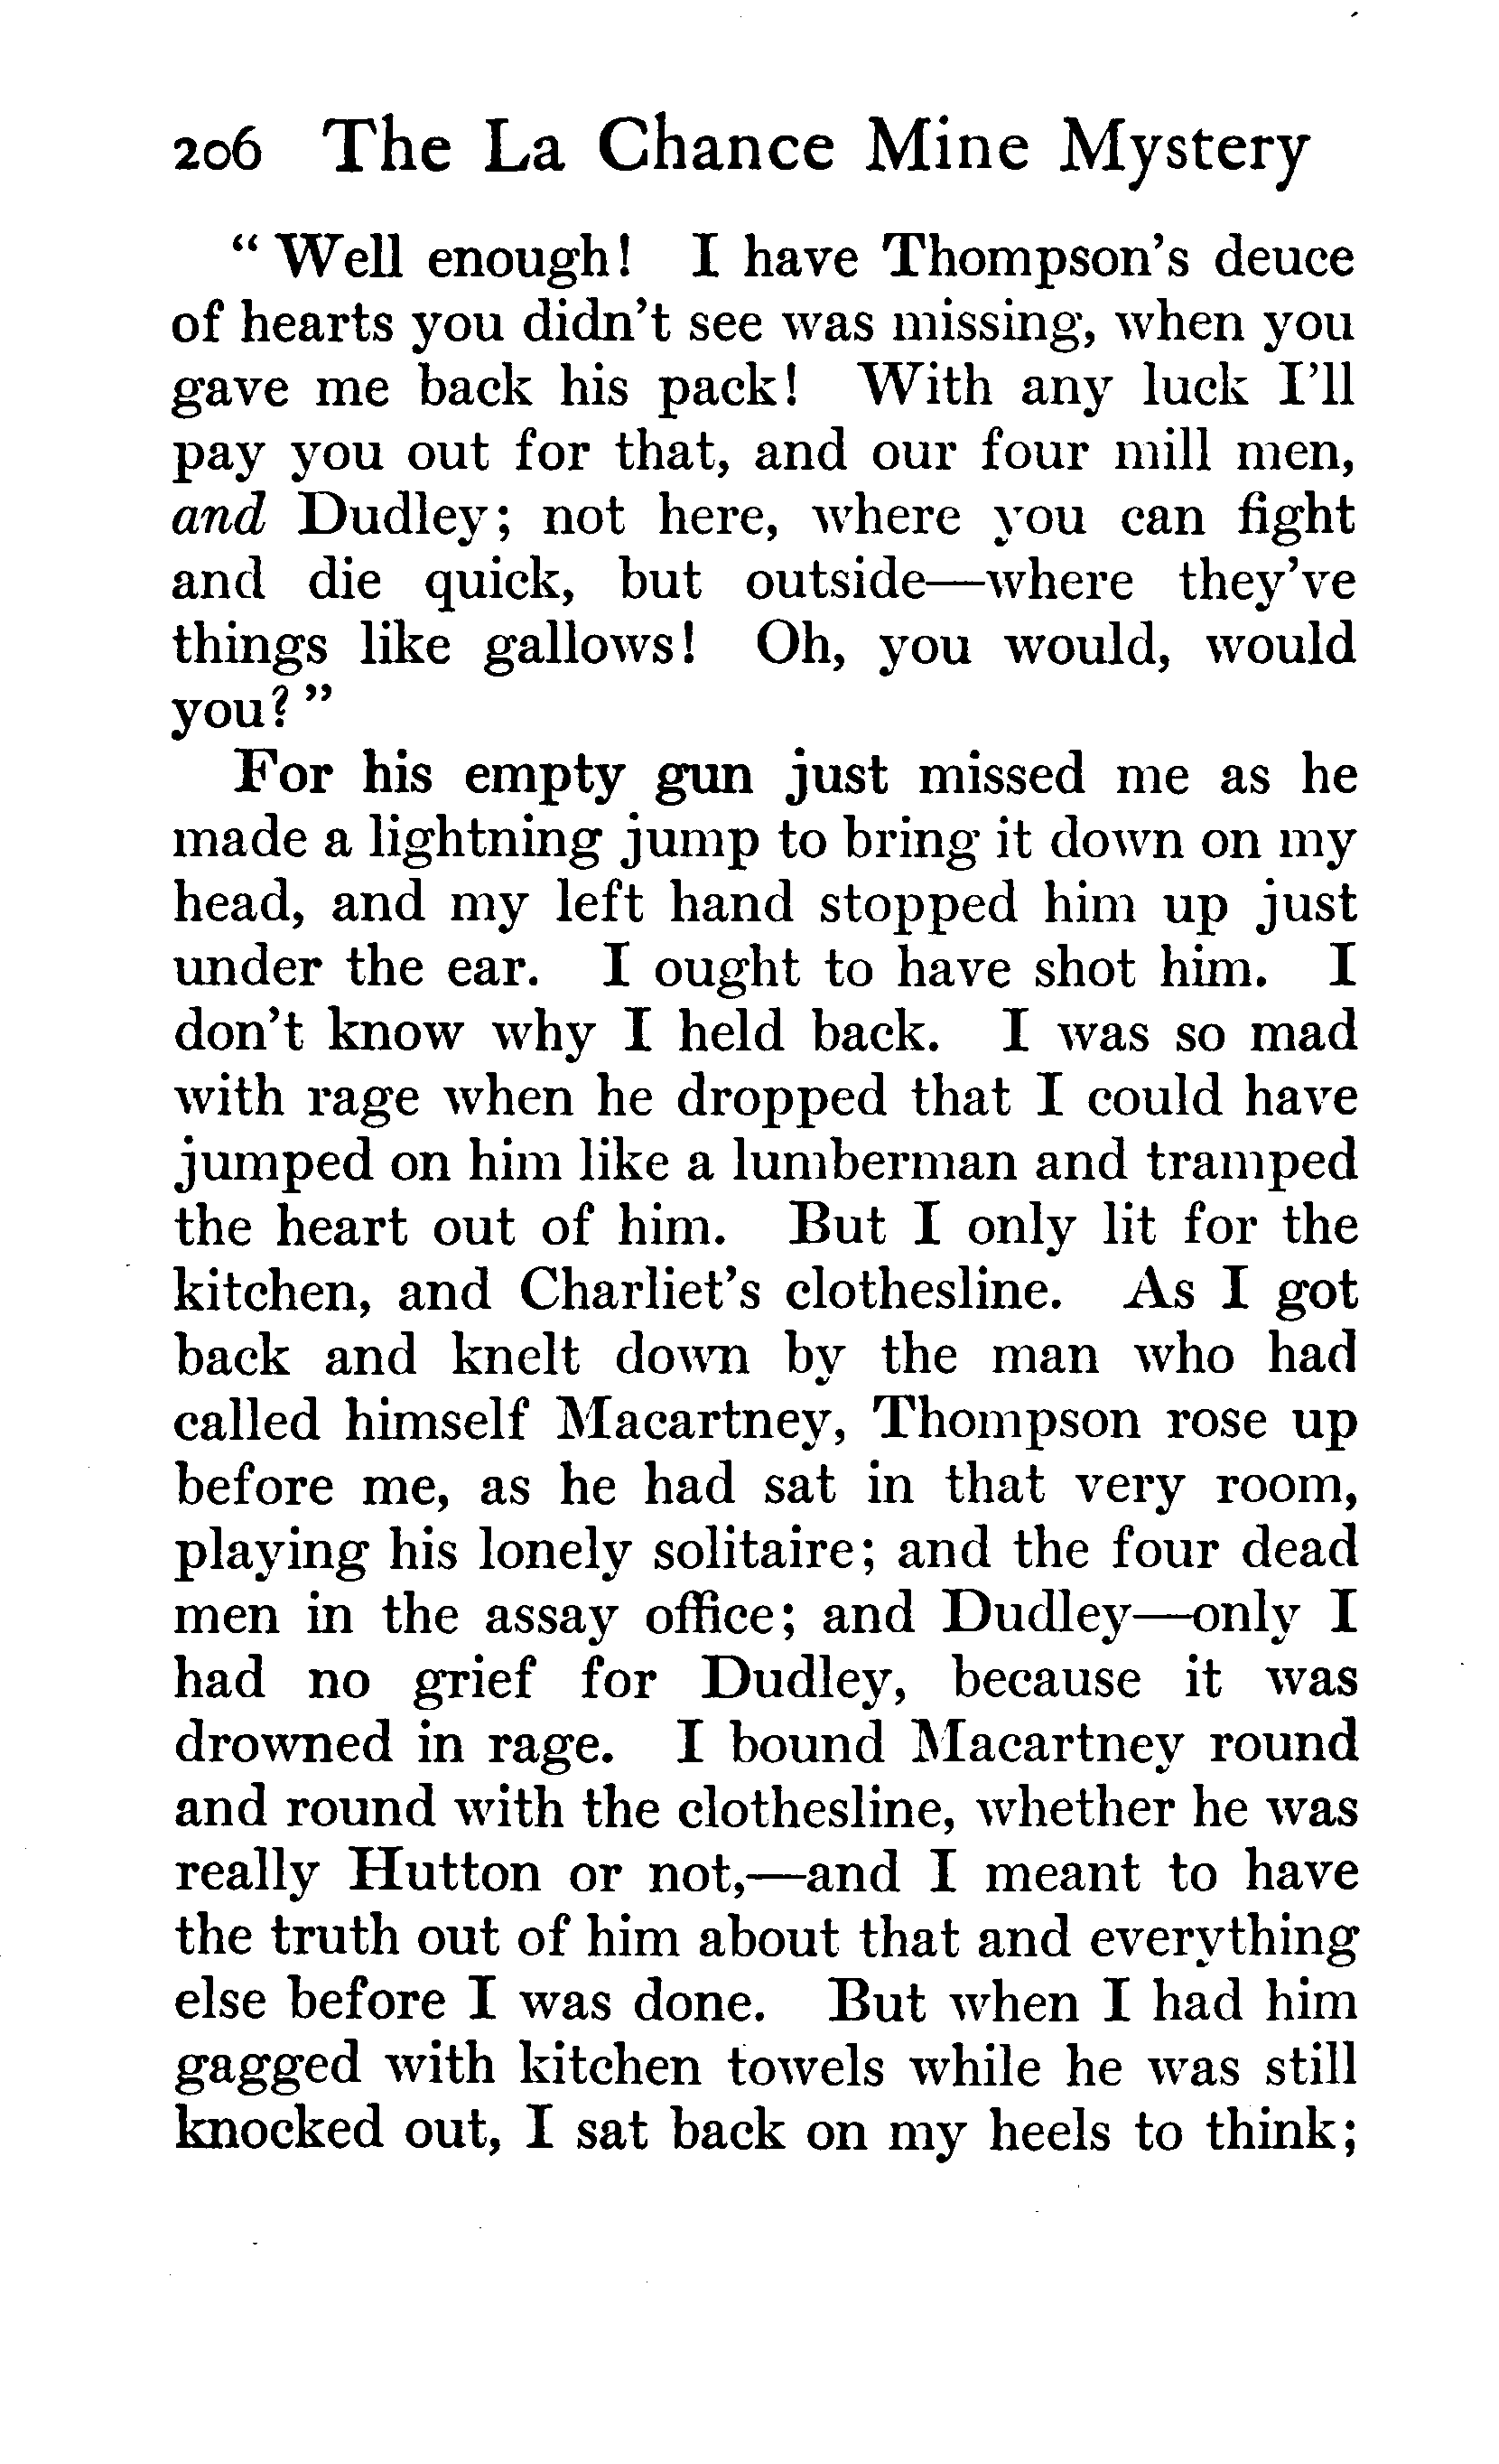 206 The La Chance Mine Mystery
" Well enough! I have Thompson's deuce
of hearts you didn't see was missing, when you
gave me back his pack! With any luck I'll
pay you out for that, and our four mill men,
and Dudley; not here, where you can fight
and die quick, but outside—where they've
things like gallows! Oh, you would, would
you? "
For his empty gun just missed me as he
made a lightning jump to bring it down on my
head, and my left hand stopped him up just
under the ear. I ought to have shot him. I
don't know why I held back. I was so mad
with rage when he dropped that I could have
jumped on him like a lumberman and tramped
the heart out of him. But I only lit for the
kitchen, and Charliet's clothesline. As I got
back and knelt down by the man who had
called himself Macartney, Thompson rose up
before me, as he had sat in that very room,
playing his lonely solitaire; and the four dead
men in the assay office; and Dudley—only I
had no grief for Dudley, because it was
drowned in rage. I bound Macartney round
and round with the clothesline, whether he was
really Hutton or not,—and I meant to have
the truth out of him about that and everything
else before I was done. But when I had him
gagged with kitchen towels while he was still
knocked out, I sat back on my heels to think;